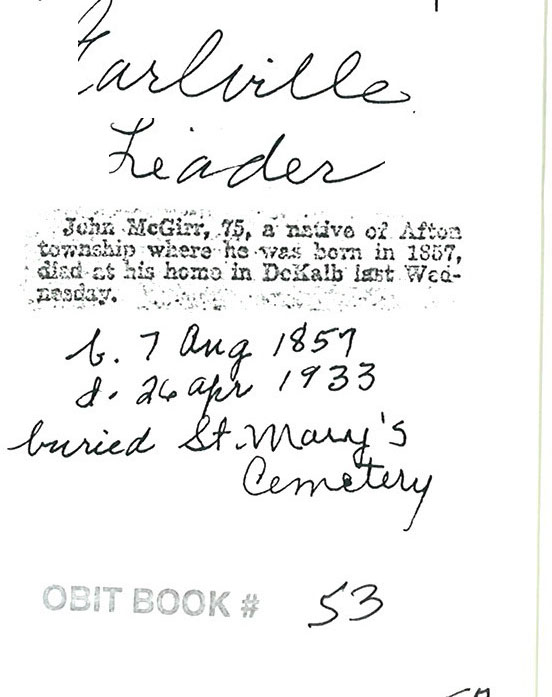 Earlville
Leader
John McGirr, 75, a native of Afton
township where he was born in 1857,
died at his home in DeKalb last Wed-
nesday.
b. 7 Aug 1857
d. 26 apr 1933
buried St. Mary's
Cemetery
OBIT BOOK # 53